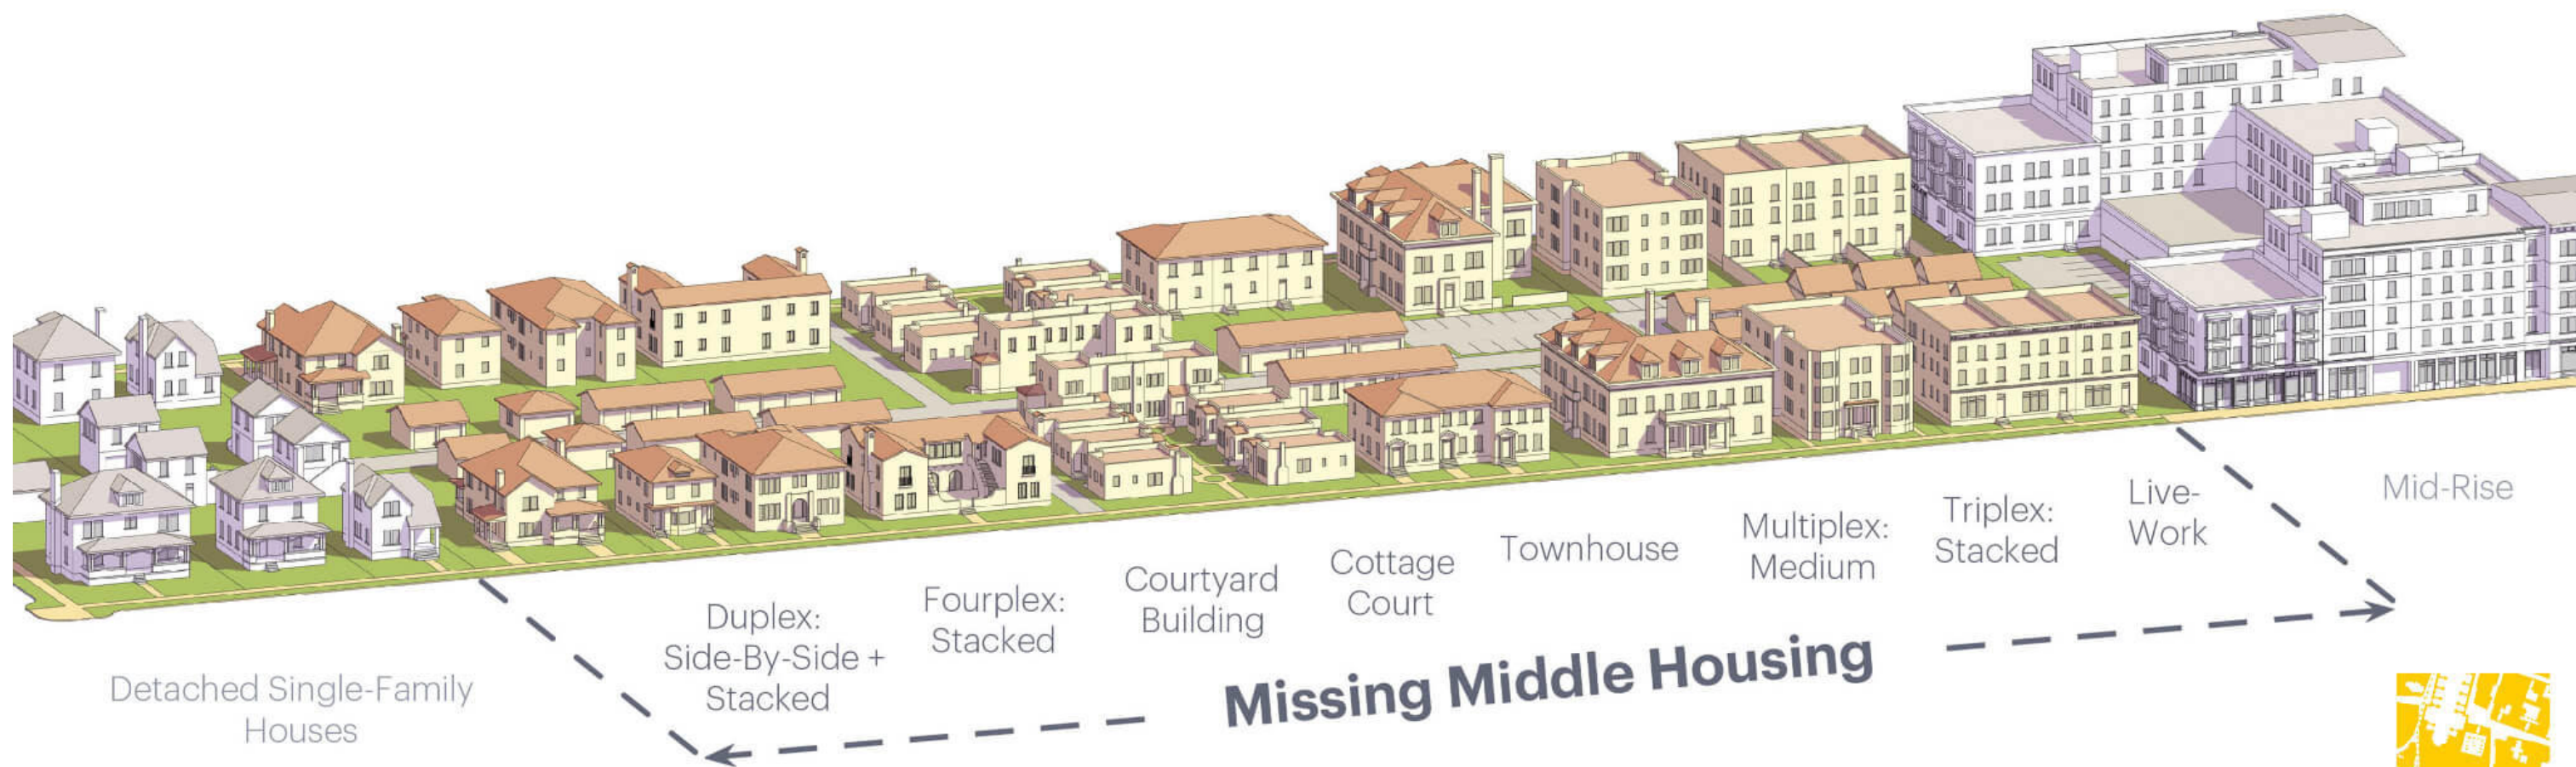 Detached Single-Family
Houses
Duplex:
Side-By-Side +
Stacked
Fourplex:
Stacked
Courtyard
Building
Cottage
Court
Townhouse
Multiplex:
Medium
Triplex:
Stacked
Live-
Work
Mid-Rise
Missing Middle Housing